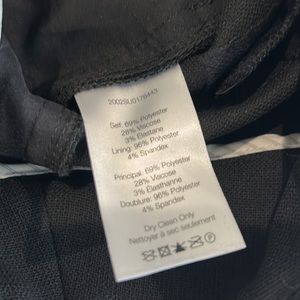 2002SU0176443
Self: 69% Polyester
28% Viscose
3% Elastane
Lining: 96% Polyester
4% Spandex
Principal: 69% Polyester
28% Viscose
3% Élasthanne
Doublure: 96% Polyester
4% Spandex
Dry Clean Only
Nettoyer à sec seulement